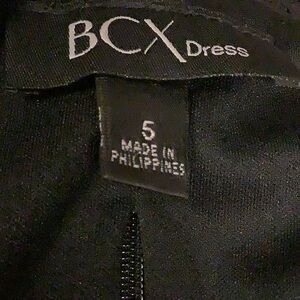 BCX Dress
5
MADE IN
PHILIPPINES